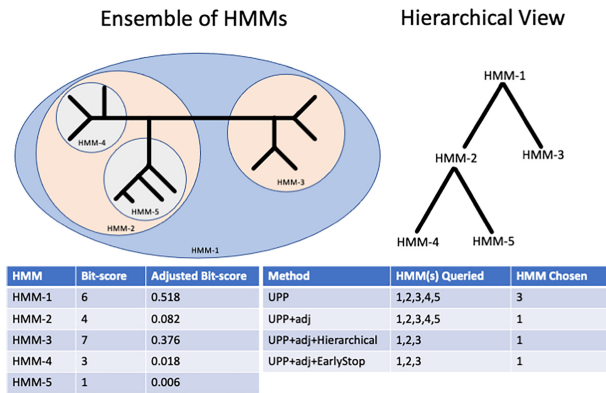 Ensemble of HMMs
Hierarchical View
HMM-4
HMM-5
HMM-2
HMM-3
HMM-1
HMM-1
HMM-2
HMM-3
HMM-4
HMM-5
HMM Bit-score Adjusted Bit-score
HMM-1 6 0.518
HMM-2 4 0.082
HMM-3 7 0.376
HMM-4 3 0.018
HMM-5 1 0.006
Method HMM(s) Queried HMM Chosen
UPP 1,2,3,4,5 3
UPP+adj 1,2,3,4,5 1
UPP+adj+Hierarchical 1,2,3 1
UPP+adj+EarlyStop 1,2,3 1